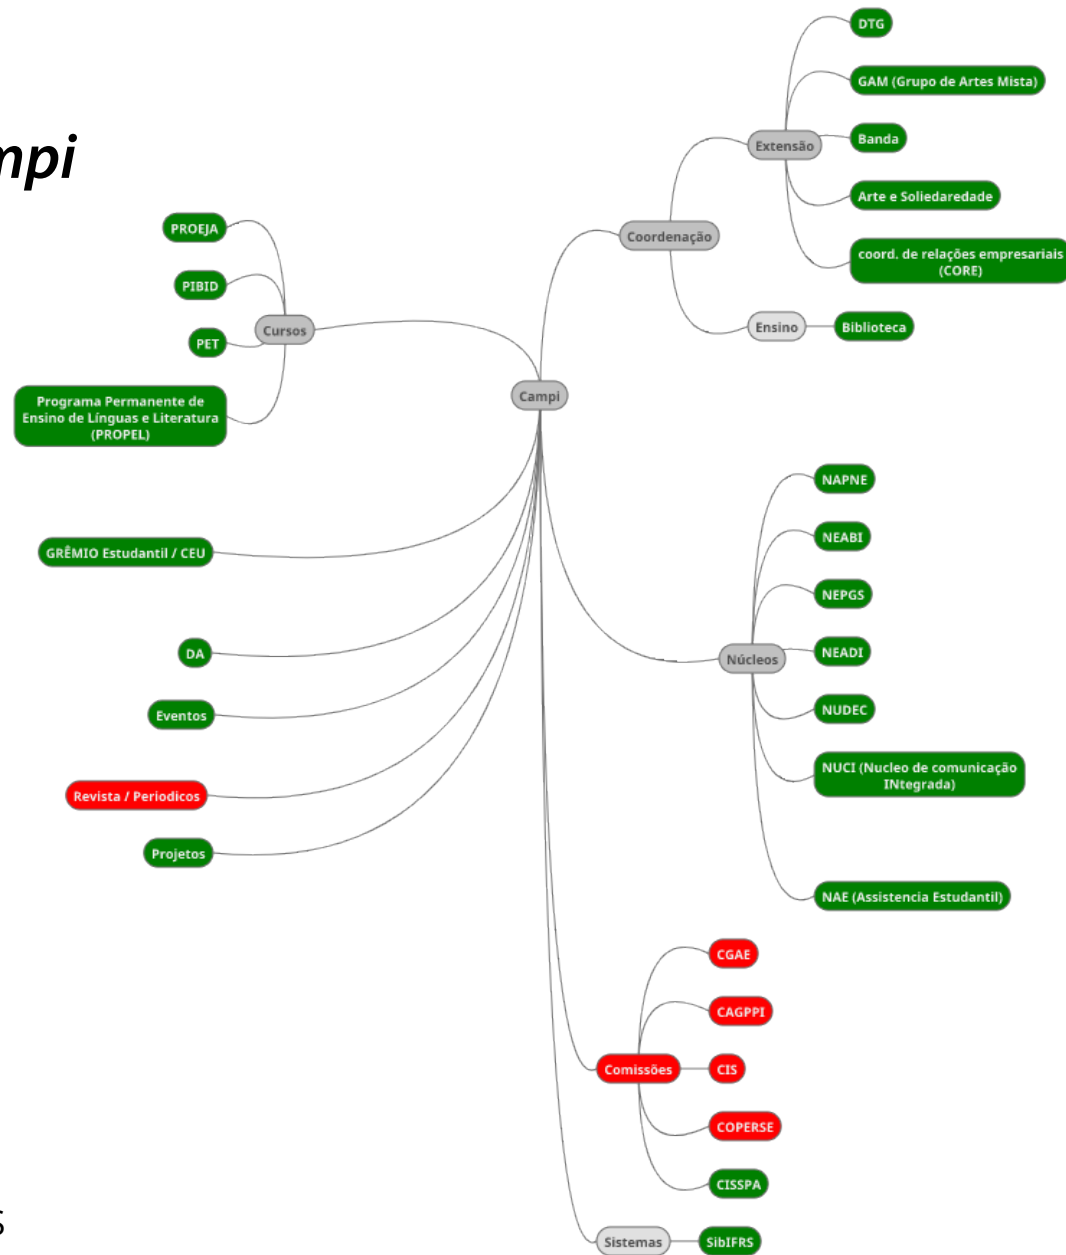 mpi
DTG
GAM (Grupo de Artes Mista)
Extensão
Banda
Arte e Soliedaredade
coord. de relações empresariais
(CORE)
Coordenação
Ensino
Biblioteca
PROEJA
PIBID
Cursos
PET
Programa Permanente de
Ensino de Línguas e Literatura
(PROPEL)
Campi
GRÊMIO Estudantil / CEU
DA
Eventos
Revista / Periodicos
Projetos
NAPNE
NEABI
NEPGS
NEADI
Núcleos
NUDEC
NUCI (Nucleo de comunicação
INtegrada)
NAE (Assistencia Estudantil)
CGAE
CAGPPI
Comissões
CIS
COPERSE
CISSPA
S
Sistemas
SibIFRS